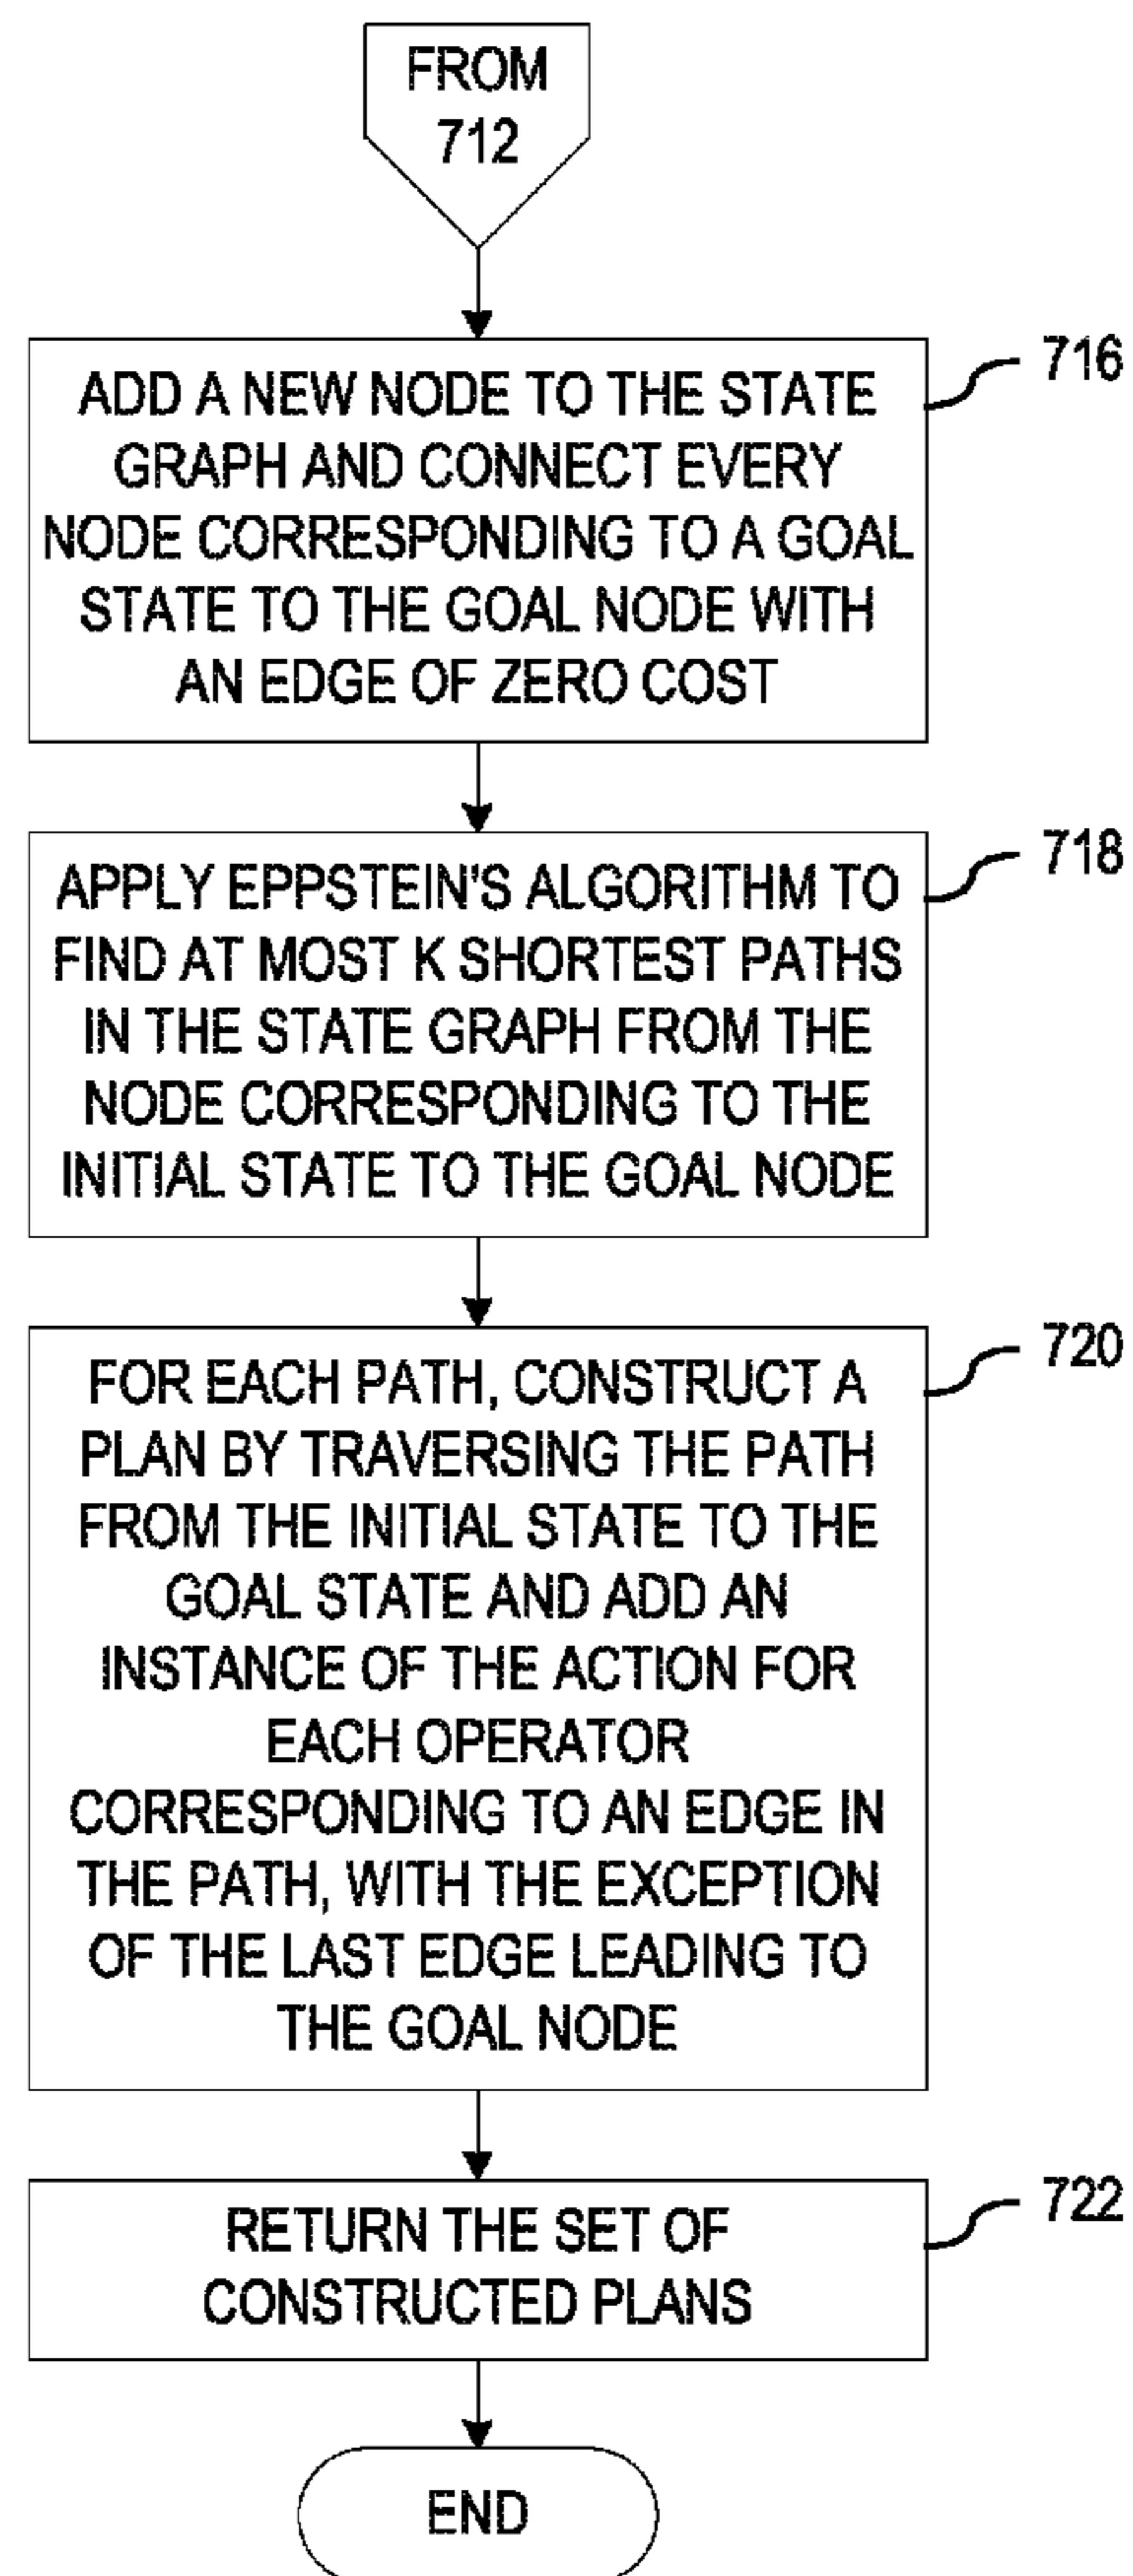 FROM
712
716
ADD A NEW NODE TO THE STATE
GRAPH AND CONNECT EVERY
NODE CORRESPONDING TO A GOAL
STATE TO THE GOAL NODE WITH
AN EDGE OF ZERO COST
718
APPLY EPPSTEIN'S ALGORITHM TO
FIND AT MOST K SHORTEST PATHS
IN THE STATE GRAPH FROM THE
NODE CORRESPONDING TO THE
INITIAL STATE TO THE GOAL NODE
720
FOR EACH PATH, CONSTRUCT A
PLAN BY TRAVERSING THE PATH
FROM THE INITIAL STATE TO THE
GOAL STATE AND ADD AN
INSTANCE OF THE ACTION FOR
EACH OPERATOR
CORRESPONDING TO AN EDGE IN
THE PATH, WITH THE EXCEPTION
OF THE LAST EDGE LEADING TO
THE GOAL NODE
722
RETURN THE SET OF
CONSTRUCTED PLANS
END